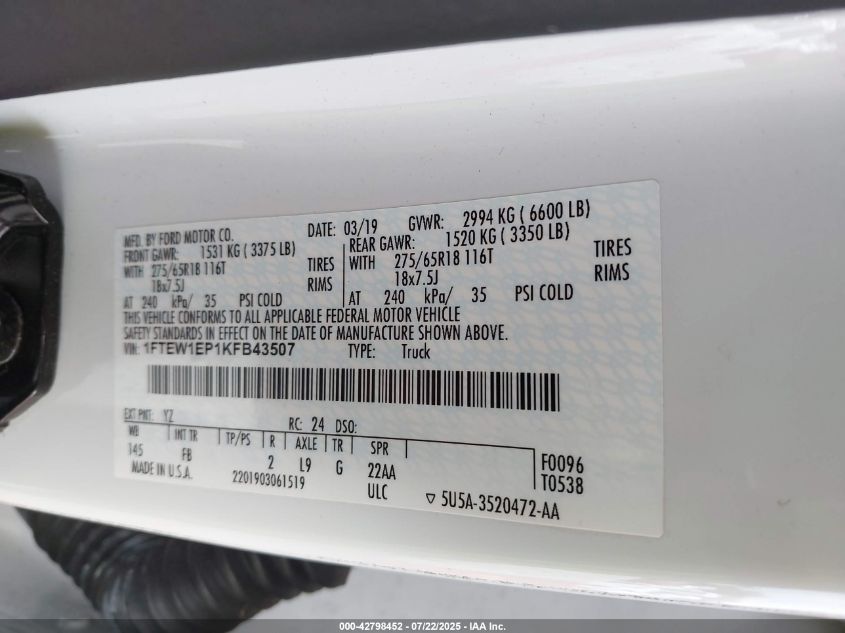 MFD. BY FORD MOTOR CO. DATE: 03/19 GVWR: 2994 KG ( 6600 LB)
FRONT GAWR: 1531 KG ( 3375 LB) REAR GAWR: 1520 KG ( 3350 LB)
WITH 275/65R18 116T TIRES WITH 275/65R18 116T TIRES
18x7.5J RIMS 18x7.5J RIMS
AT 240 kPa/ 35 PSI COLD AT 240 kPa/ 35 PSI COLD
THIS VEHICLE CONFORMS TO ALL APPLICABLE FEDERAL MOTOR VEHICLE
SAFETY STANDARDS IN EFFECT ON THE DATE OF MANUFACTURE SHOWN ABOVE.
VIN: 1FTEW1EP1KFB43507 TYPE: Truck
EXT PNT: YZ RC: 24 DSO:
WB INT TR TP/PS R AXLE TR SPR
145 FB 2 L9 G 22AA F0096
ULC T0538
MADE IN U.S.A. 2201903061519 ▽ 5U5A-3520472-AA
000-42798452 - 07/22/2025 - IAA Inc.